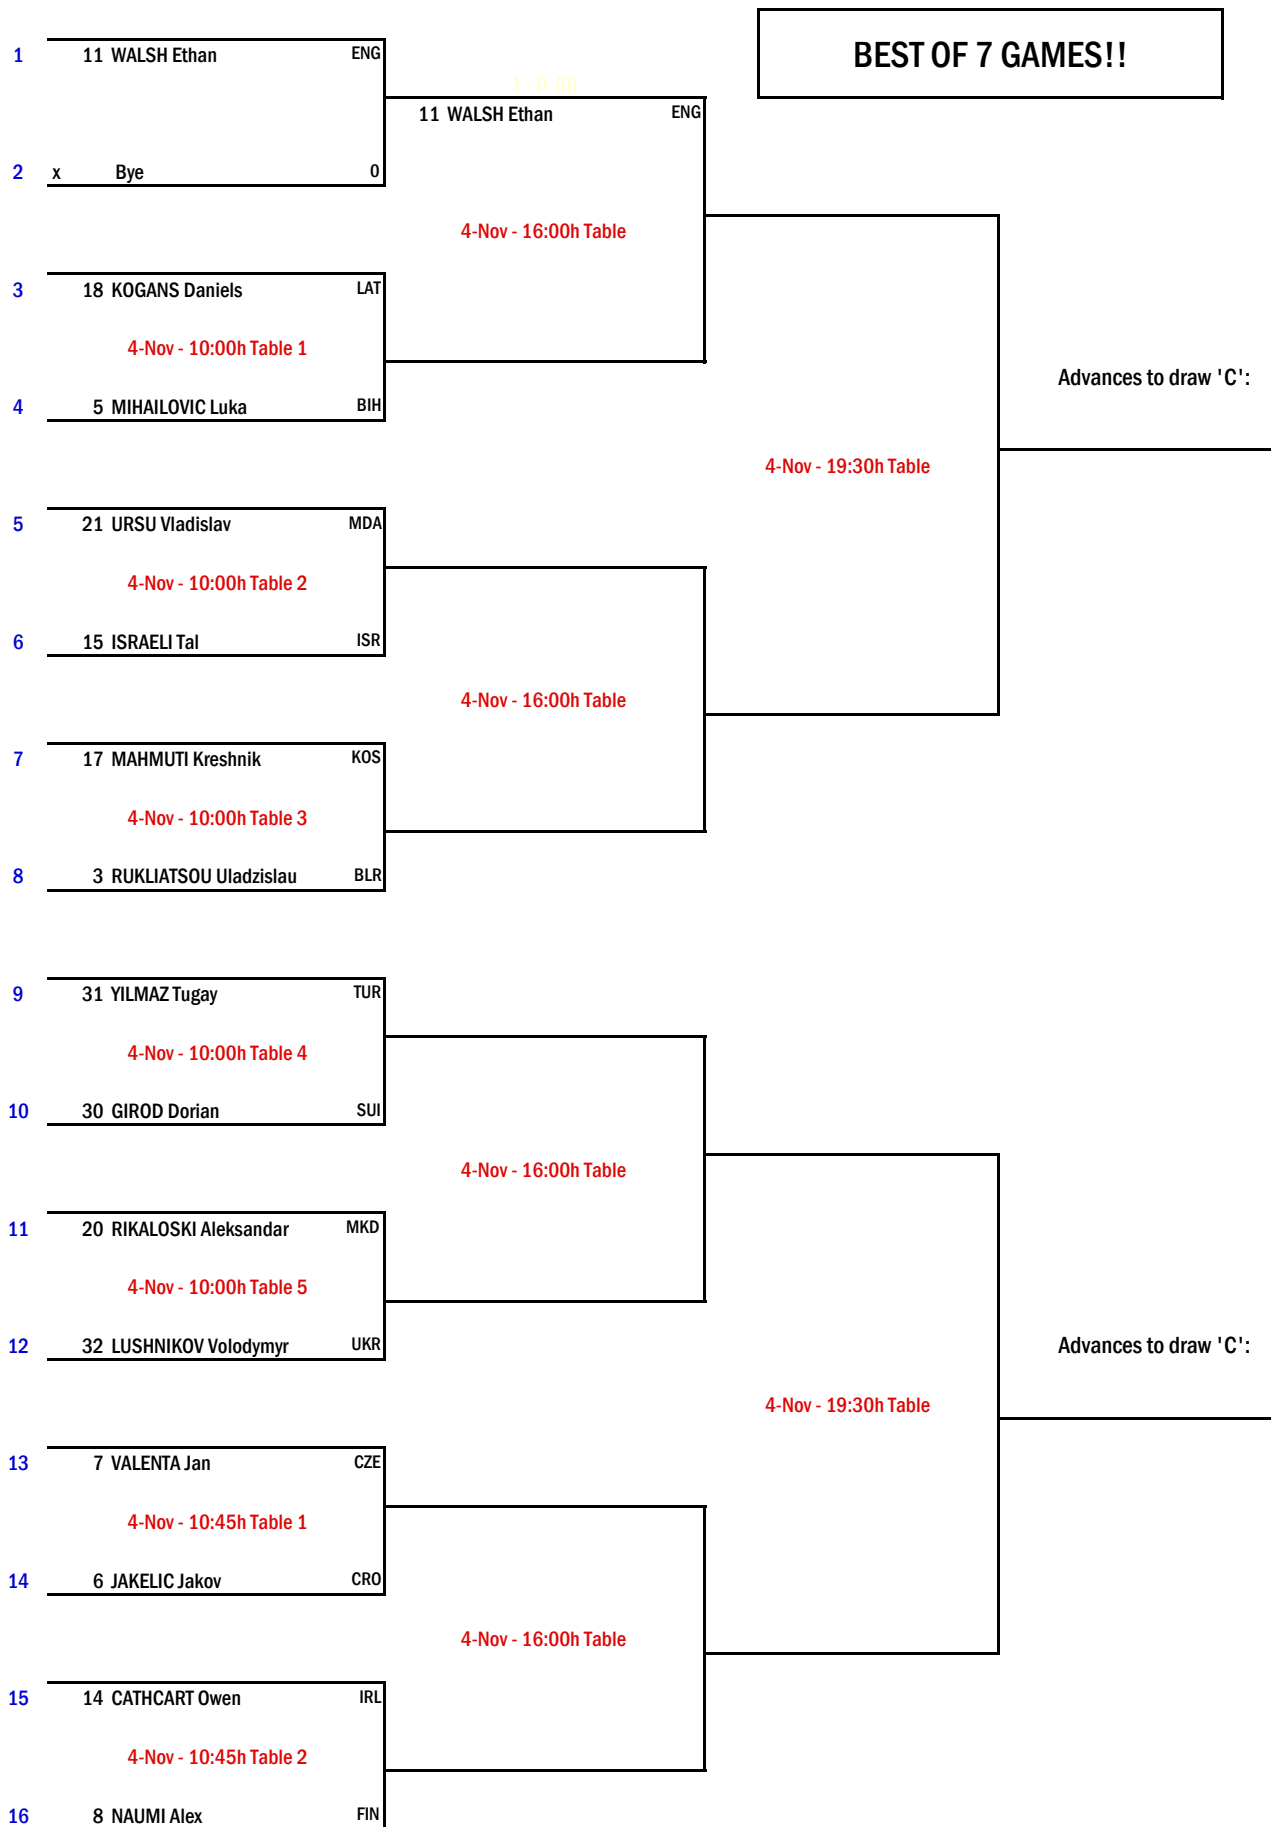 BEST OF 7 GAMES!!
1 11 WALSH Ethan ENG
1 - 0 (0)
11 WALSH Ethan ENG
2 x Bye 0
4-Nov - 16:00h Table
3 18 KOGANS Daniels LAT
4-Nov - 10:00h Table 1
Advances to draw 'C':
4 5 MIHAILOVIC Luka BIH
4-Nov - 19:30h Table
5 21 URSU Vladislav MDA
4-Nov - 10:00h Table 2
6 15 ISRAELI Tal ISR
4-Nov - 16:00h Table
7 17 MAHMUTI Kreshnik KOS
4-Nov - 10:00h Table 3
8 3 RUKLIATSOU Uladzislau BLR
9 31 YILMAZ Tugay TUR
4-Nov - 10:00h Table 4
10 30 GIROD Dorian SUI
4-Nov - 16:00h Table
11 20 RIKALOSKI Aleksandar MKD
4-Nov - 10:00h Table 5
12 32 LUSHNIKOV Volodymyr UKR
Advances to draw 'C':
4-Nov - 19:30h Table
13 7 VALENTA Jan CZE
4-Nov - 10:45h Table 1
14 6 JAKELIC Jakov CRO
4-Nov - 16:00h Table
15 14 CATHCART Owen IRL
4-Nov - 10:45h Table 2
16 8 NAUMI Alex FIN